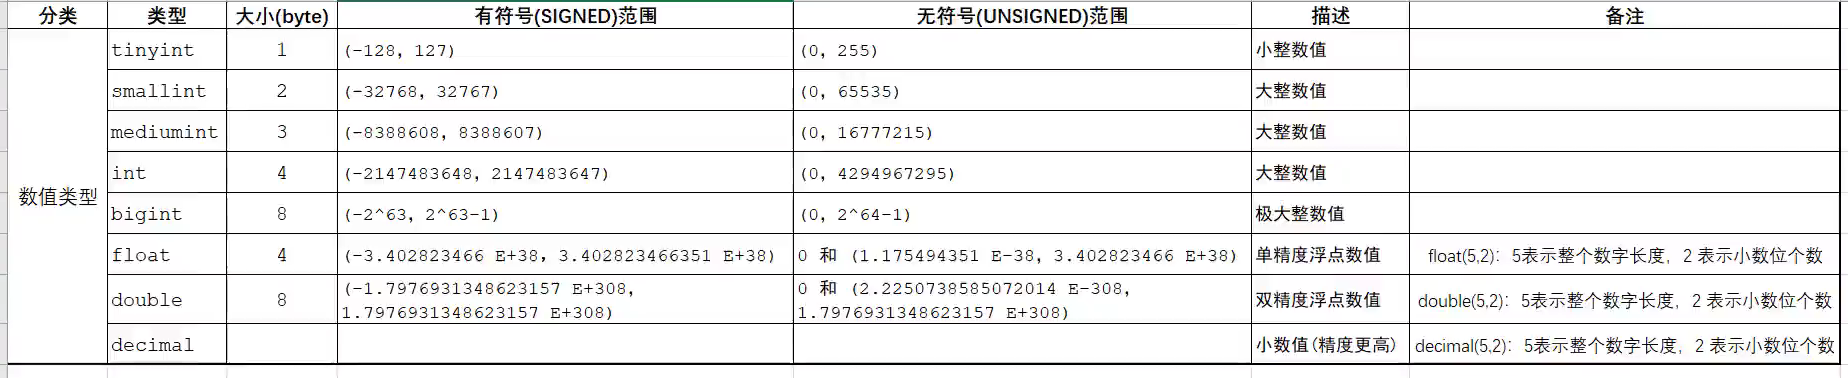 分类 类型 大小(byte) 有符号(SIGNED)范围 无符号(UNSIGNED)范围 描述 备注
数值类型
tinyint 1 (-128, 127) (0, 255) 小整数值
smallint 2 (-32768, 32767) (0, 65535) 大整数值
mediumint 3 (-8388608, 8388607) (0, 16777215) 大整数值
int 4 (-2147483648, 2147483647) (0, 4294967295) 大整数值
bigint 8 (-2^63, 2^63-1) (0, 2^64-1) 极大整数值
float 4 (-3.402823466 E+38, 3.402823466351 E+38) 0 和 (1.175494351 E-38, 3.402823466 E+38) 单精度浮点数值 float(5,2)：5表示整个数字长度，2 表示小数位个数
double 8 (-1.7976931348623157 E+308, 0 和 (2.2250738585072014 E-308, 双精度浮点数值 double(5,2)：5表示整个数字长度，2 表示小数位个数
1.7976931348623157 E+308) 1.7976931348623157 E+308)
decimal 小数值(精度更高) decimal(5,2)：5表示整个数字长度，2 表示小数位个数